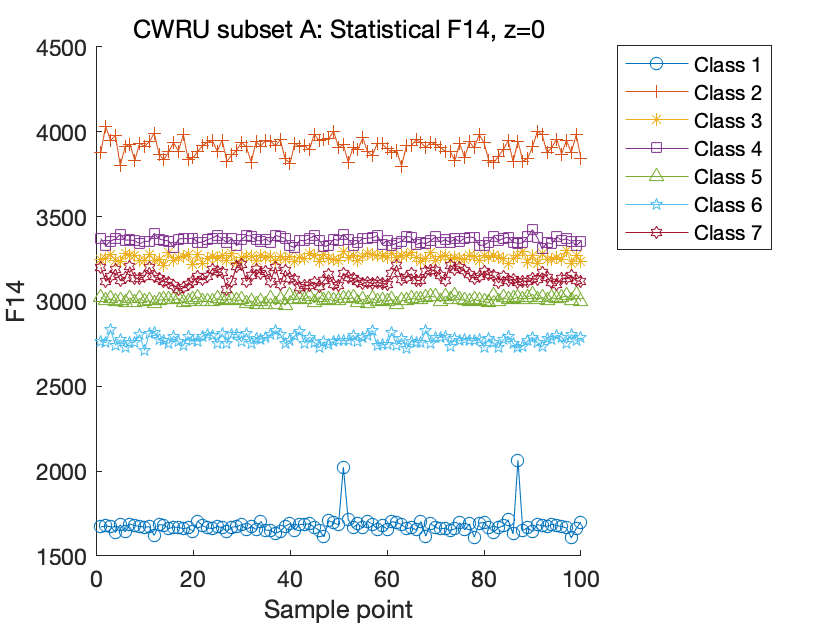 CWRU subset A: Statistical F14, z=0
4500
4000
3500
3000
2500
2000
1500
F14
0
20
40
60
80
100
Sample point
Class 1
Class 2
Class 3
Class 4
Class 5
Class 6
Class 7